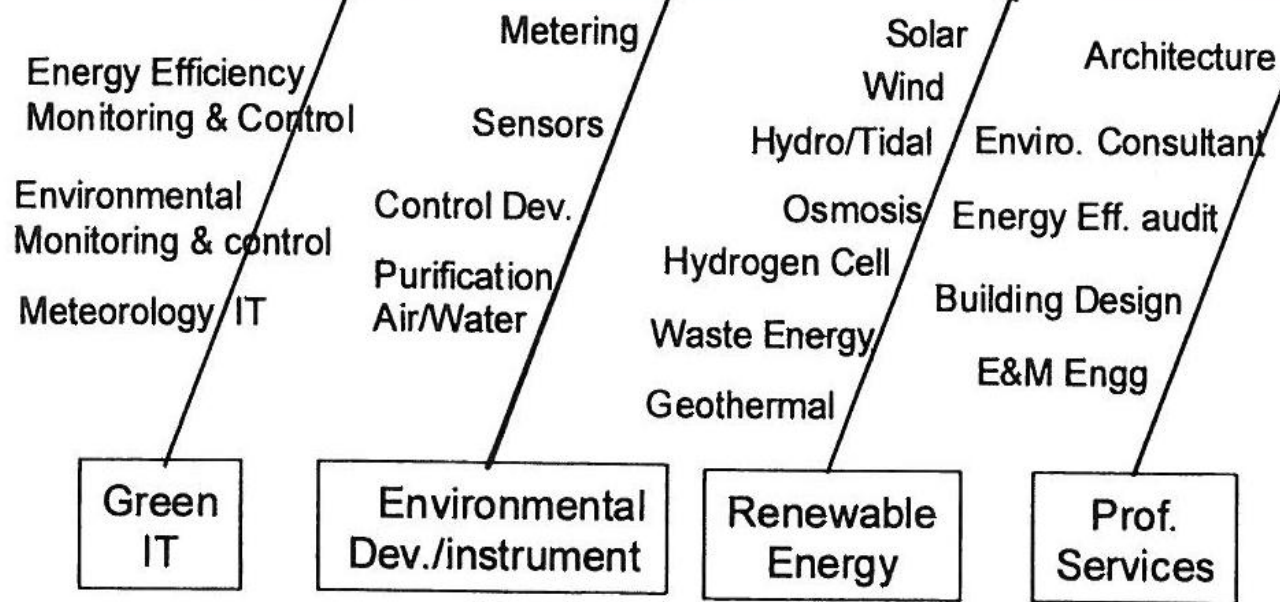 Energy Efficiency
Monitoring & Control
Environmental
Monitoring & control
Meteorology IT
Green
IT
Metering
Sensors
Control Dev.
Purification
Air/Water
Environmental
Dev./instrument
Solar
Wind
Hydro/Tidal
Osmosis
Hydrogen Cell
Waste Energy
Geothermal
Renewable
Energy
Architecture
Enviro. Consultant
Energy Eff. audit
Building Design
E&M Engg
Prof.
Services